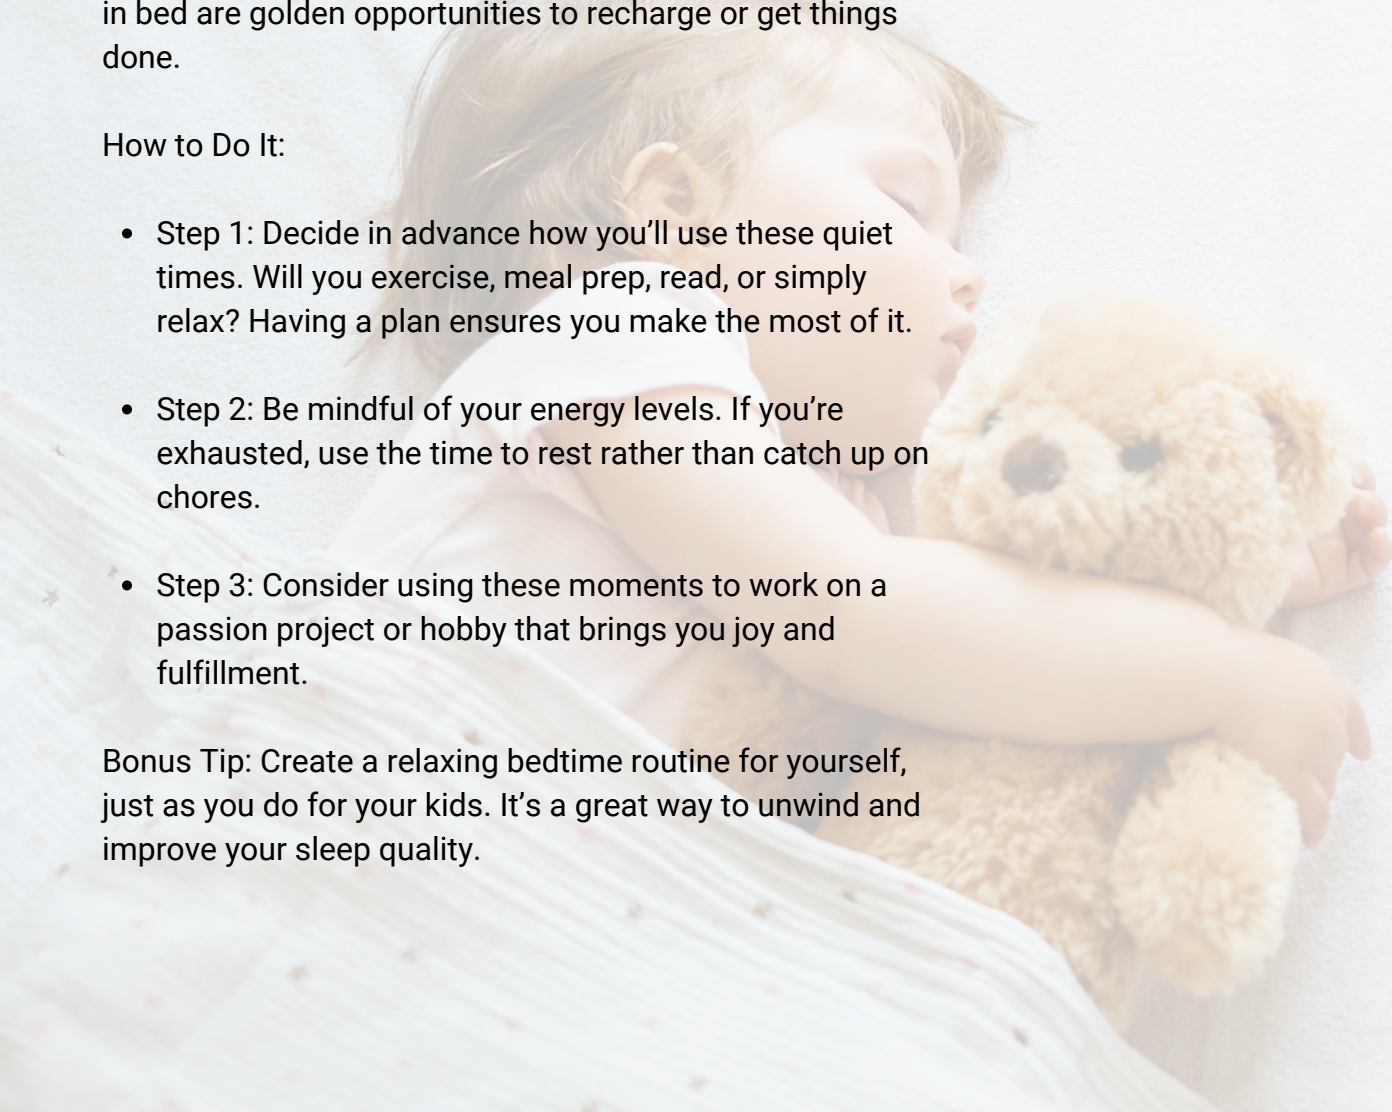 in bed are golden opportunities to recharge or get things
done.
How to Do It:
• Step 1: Decide in advance how you’ll use these quiet
times. Will you exercise, meal prep, read, or simply
relax? Having a plan ensures you make the most of it.
• Step 2: Be mindful of your energy levels. If you’re
exhausted, use the time to rest rather than catch up on
chores.
• Step 3: Consider using these moments to work on a
passion project or hobby that brings you joy and
fulfillment.
Bonus Tip: Create a relaxing bedtime routine for yourself,
just as you do for your kids. It’s a great way to unwind and
improve your sleep quality.